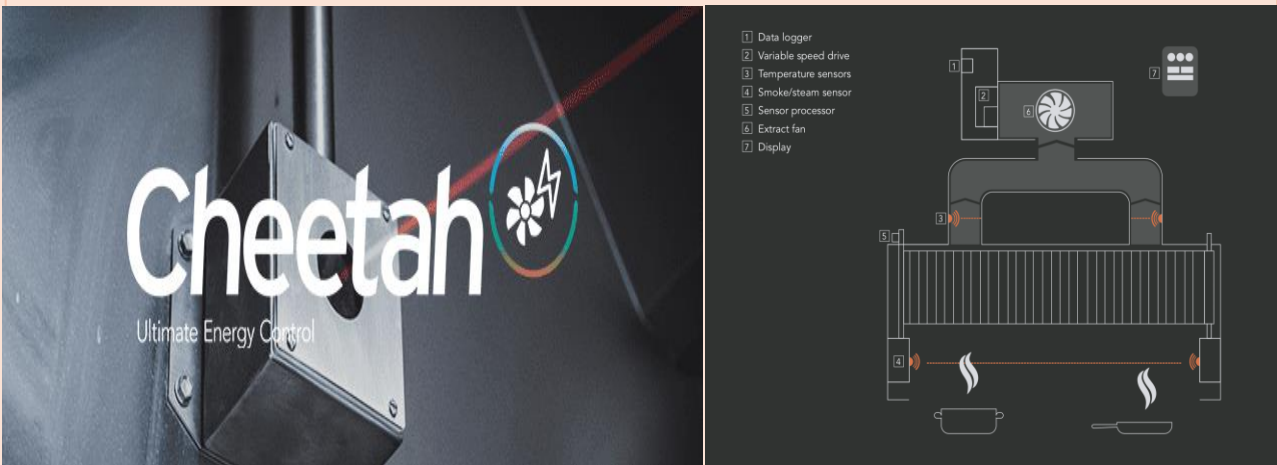 Cheetah
Ultimate Energy Control
1 Data logger
2 Variable speed drive
3 Temperature sensors
4 Smoke/steam sensor
5 Sensor processor
6 Extract fan
7 Display
1
2
6
7
3
5
4